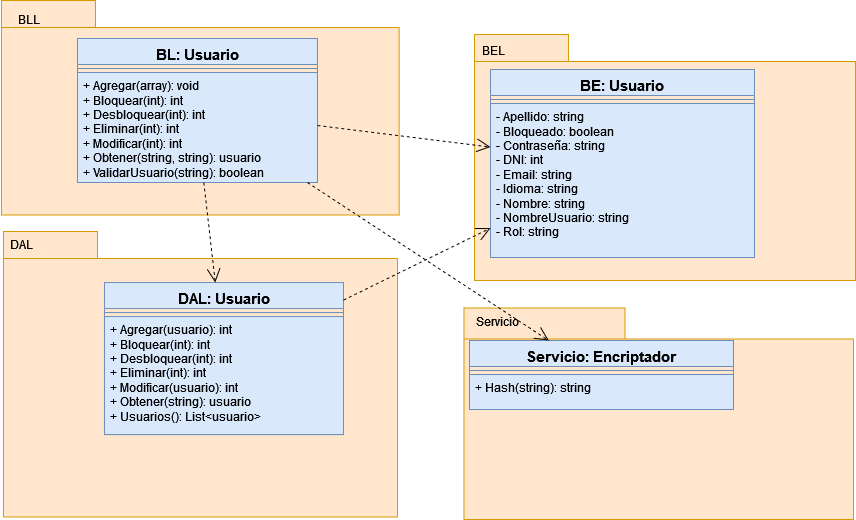 BLL
BL: Usuario
+ Agregar(array): void
+ Bloquear(int): int
+ Desbloquear(int): int
+ Eliminar(int): int
+ Modificar(int): int
+ Obtener(string, string): usuario
+ ValidarUsuario(string): boolean
BEL
BE: Usuario
- Apellido: string
- Bloqueado: boolean
- Contraseña: string
- DNI: int
- Email: string
- Idioma: string
- Nombre: string
- NombreUsuario: string
- Rol: string
DAL
DAL: Usuario
+ Agregar(usuario): int
+ Bloquear(int): int
+ Desbloquear(int): int
+ Eliminar(int): int
+ Modificar(usuario): int
+ Obtener(string): usuario
+ Usuarios(): List<usuario>
Servicio
Servicio: Encriptador
+ Hash(string): string